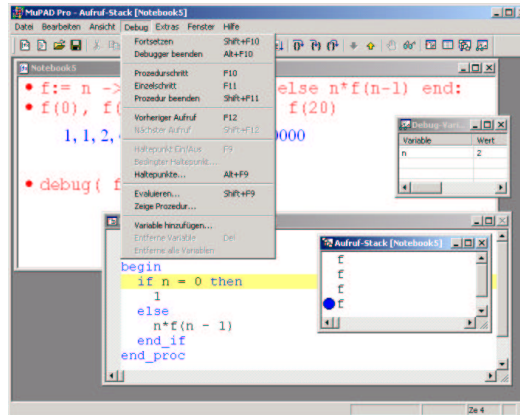 MuPAD Pro - Aufruf-Stack [Notebook5]
Datei Bearbeiten Ansicht Debug Extras Fenster Hilfe
Notebook5
f:= n -> else n*f(n-1) end:
f(0), f( f(20)
1, 1, 2, 0000
debug( f
Fortsetzen Shift+F10
Debugger beenden Alt+F10
Prozedurschritt F10
Einzelschritt F11
Prozedur beenden Shift+F11
Vorheriger Aufruf F12
Nächster Aufruf Shift+F12
Haltepunkt Ein/Aus F9
Bedingter Haltepunkt...
Haltepunkte... Alt+F9
Evaluieren... Shift+F9
Zeige Prozedur...
Variable hinzufügen...
Entferne Variable Del
Entferne alle Variablen
Debug-Vari...
Variable Wert
n 2
Aufruf-Stack [Notebook5]
f
f
f
f
begin
if n = 0 then
1
else
n*f(n - 1)
end_if
end_proc
Ze 4